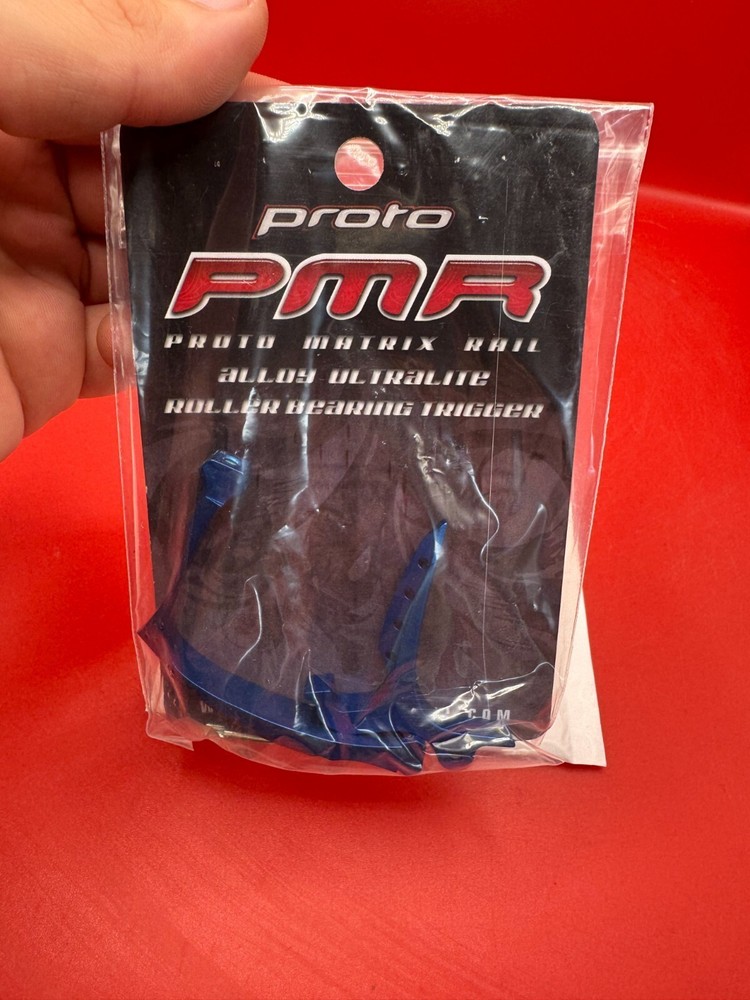 proto
PMR
PROTO MATRIX RAIL
ALLOY ULTRALITE
ROLLER BEARING TRIGGER
.COM